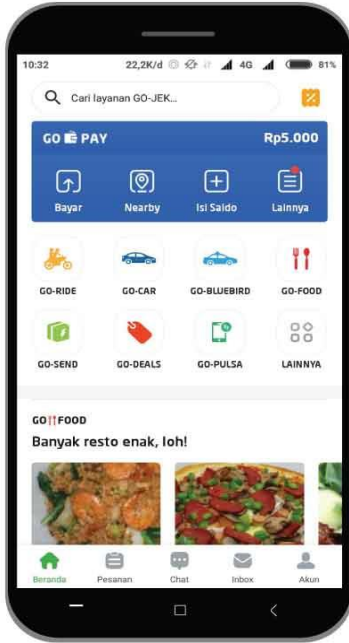 10:32 22,2K/d 4G 81%
Cari layanan GO-JEK...
GO PAY Rp5.000
Bayar Nearby Isi Saldo Lainnya
GO-RIDE GO-CAR GO-BLUEBIRD GO-FOOD
GO-SEND GO-DEALS GO-PULSA LAINNYA
GO FOOD
Banyak resto enak, loh!
Beranda Pesanan Chat Inbox Akun